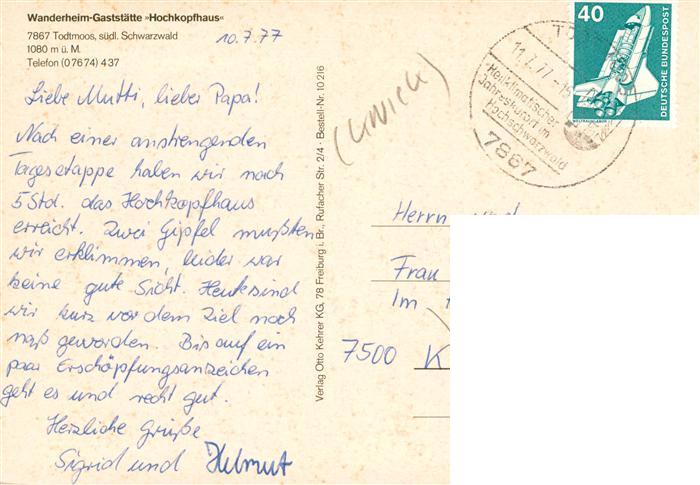 Wanderheim-Gaststätte »Hochkopfhaus«
7867 Todtmoos, südl. Schwarzwald
1080 m ü. M.
Telefon (07674) 437
10.7.77
Liebe Mutti, lieber Papa!
Nach einer anstrengenden
Tagesetappe haben wir nach
5 Std. das Hochkopfhaus
erreicht. Zwei Gipfel mußten
wir erklimmen, leider war
keine gute Sicht. Heute sind
wir kurz vor dem Ziel noch
naß geworden. Bis auf ein
paar Erschöpfungsanzeichen
geht es uns recht gut.
Herzliche Grüße
Sigrid und Helmut
Verlag Otto Kehrer KG, 78 Freiburg i. Br., Rufacher Str. 2/4 · Bestell-Nr. 10 216
11.7.77
Heilklimatischer
Jahreskurort im
Hochschwarzwald
7867
40
DEUTSCHE BUNDESPOST
WELTRAUMLABOR
Herrn
Frau
Im
7500 K